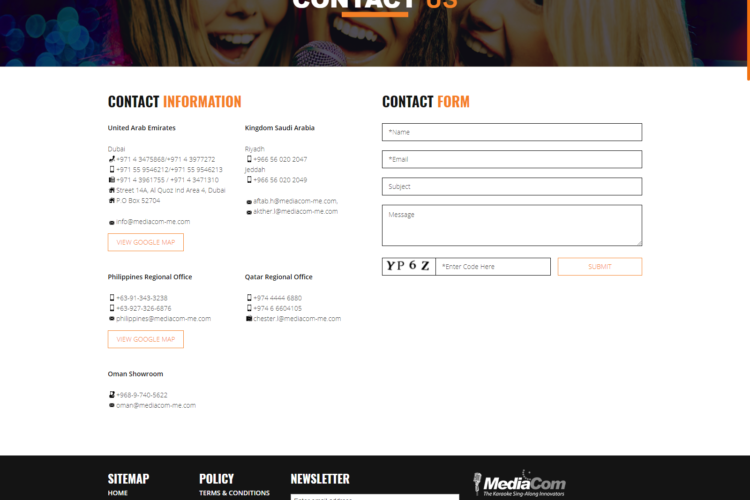 CONTACT US
CONTACT INFORMATION
United Arab Emirates
Dubai
+971 4 3475868/+971 4 3977272
+971 55 9546212/+971 55 9546213
+971 4 3961755 / +971 4 3471310
Street 14A, Al Quoz Ind Area 4, Dubai
P O Box 52704
info@mediacom-me.com
VIEW GOOGLE MAP
Kingdom Saudi Arabia
Riyadh
+966 56 020 2047
Jeddah
+966 56 020 2049
aftab.h@mediacom-me.com,
akther.l@mediacom-me.com
Philippines Regional Office
+63-91-343-3238
+63-927-326-6876
philippines@mediacom-me.com
VIEW GOOGLE MAP
Qatar Regional Office
+974 4444 6880
+974 6 6604105
chester.l@mediacom-me.com
Oman Showroom
+968-9-740-5622
oman@mediacom-me.com
CONTACT FORM
*Name
*Email
Subject
Message
YP6Z
*Enter Code Here
SUBMIT
SITEMAP
HOME
POLICY
TERMS & CONDITIONS
NEWSLETTER
Enter email address
MediaCom
The Karaoke Sing-Along Innovators